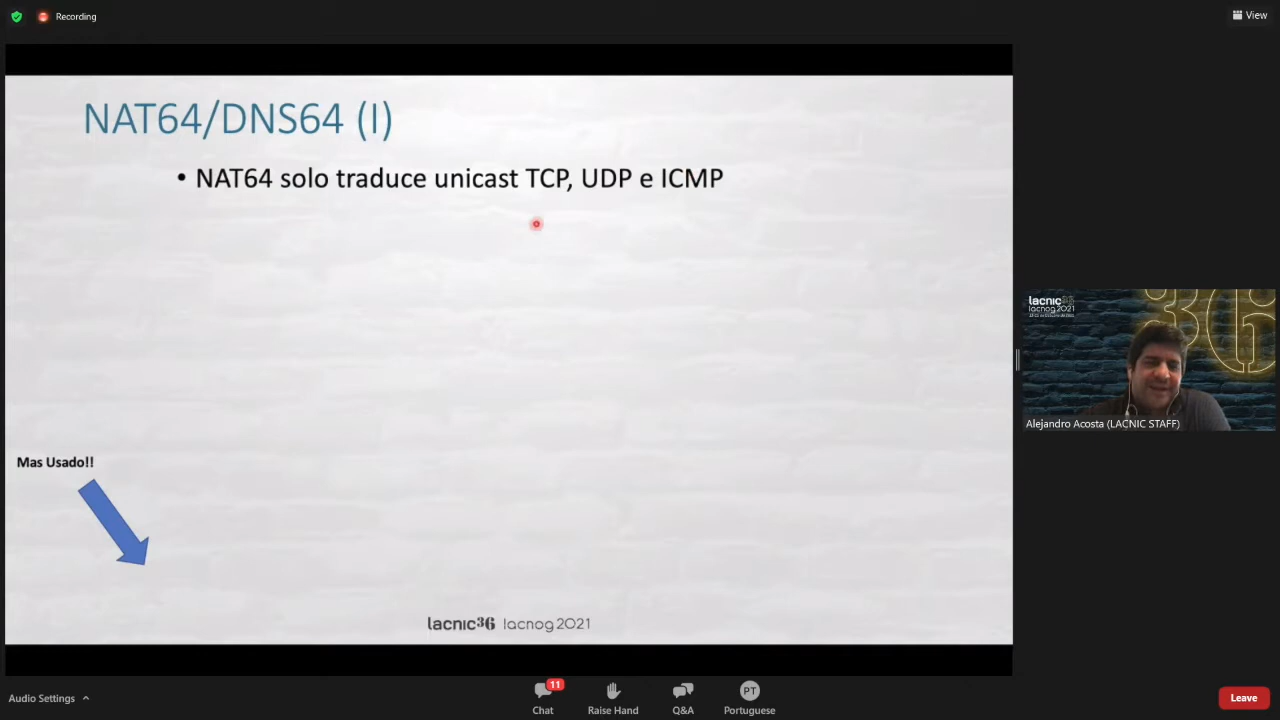 Recording
View
NAT64/DNS64 (I)
• NAT64 solo traduce unicast TCP, UDP e ICMP
Mas Usado!!
lacnic36 lacnog 2021
lacnic36
lacnog 2021
Alejandro Acosta (LACNIC STAFF)
Audio Settings
11
Chat
Raise Hand
Q&A
PT
Portuguese
Leave